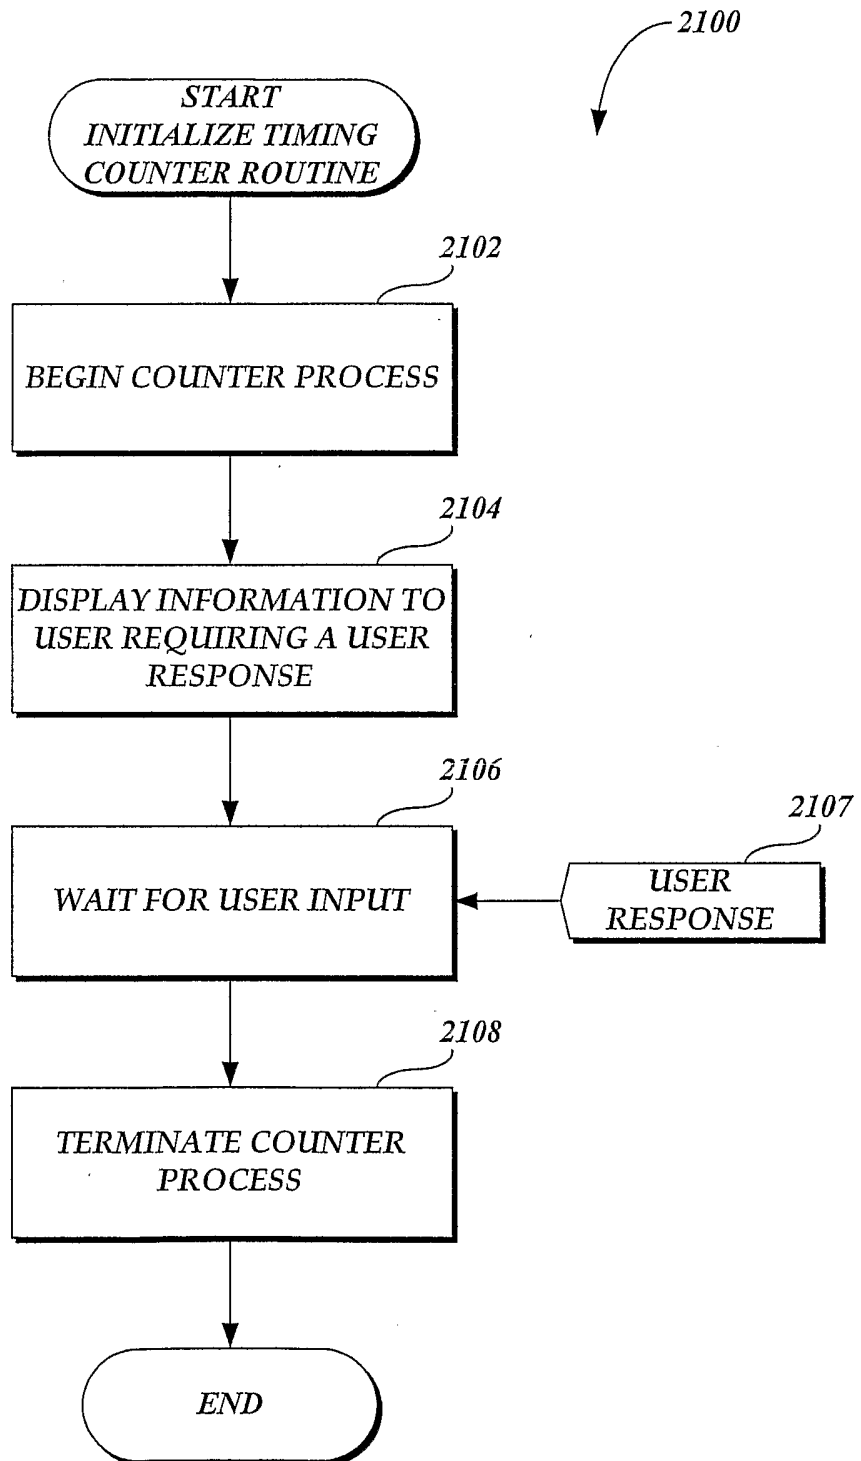 2100
START
INITIALIZE TIMING
COUNTER ROUTINE
2102
BEGIN COUNTER PROCESS
2104
DISPLAY INFORMATION TO
USER REQUIRING A USER
RESPONSE
2106
WAIT FOR USER INPUT
2107
USER
RESPONSE
2108
TERMINATE COUNTER
PROCESS
END